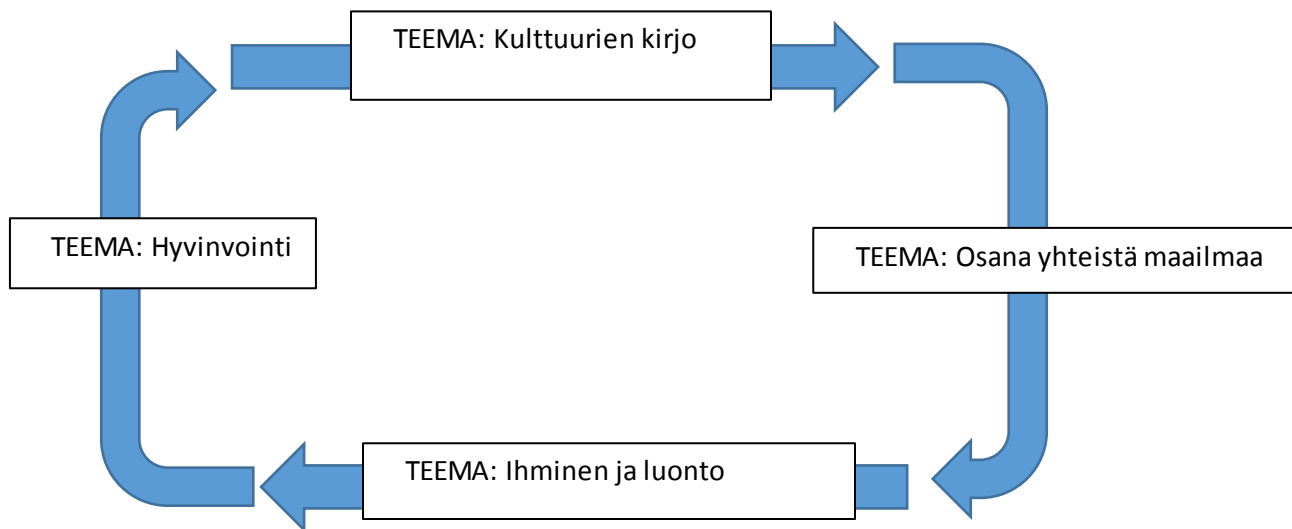 TEEMA: Kulttuurien kirjo
TEEMA: Hyvinvointi
TEEMA: Osana yhteistä maailmaa
TEEMA: Ihminen ja luonto